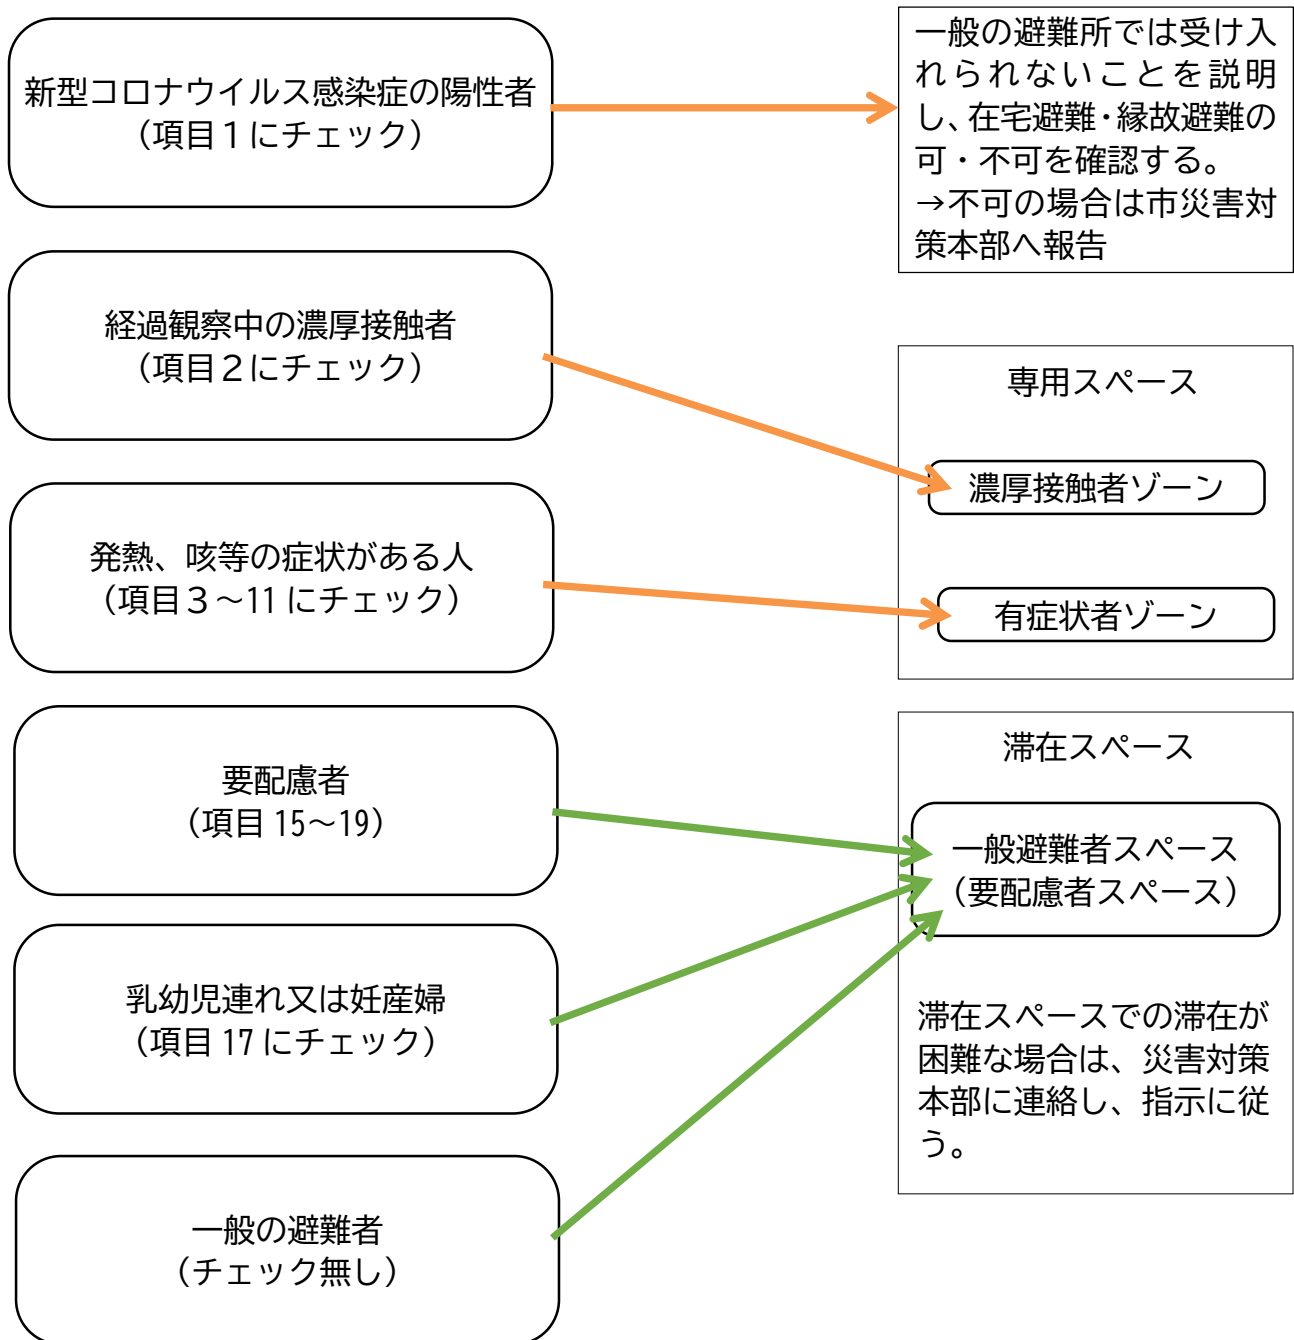 新型コロナウイルス感染症の陽性者
（項目１にチェック）
一般の避難所では受け入
れられないことを説明
し、在宅避難･縁故避難の
可・不可を確認する。
→不可の場合は市災害対
策本部へ報告
経過観察中の濃厚接触者
（項目２にチェック）
専用スペース
濃厚接触者ゾーン
発熱、咳等の症状がある人
（項目３～11 にチェック）
有症状者ゾーン
要配慮者
（項目 15～19）
滞在スペース
一般避難者スペース
（要配慮者スペース）
乳幼児連れ又は妊産婦
（項目 17 にチェック）
滞在スペースでの滞在が
困難な場合は、災害対策
本部に連絡し、指示に従
う。
一般の避難者
（チェック無し）